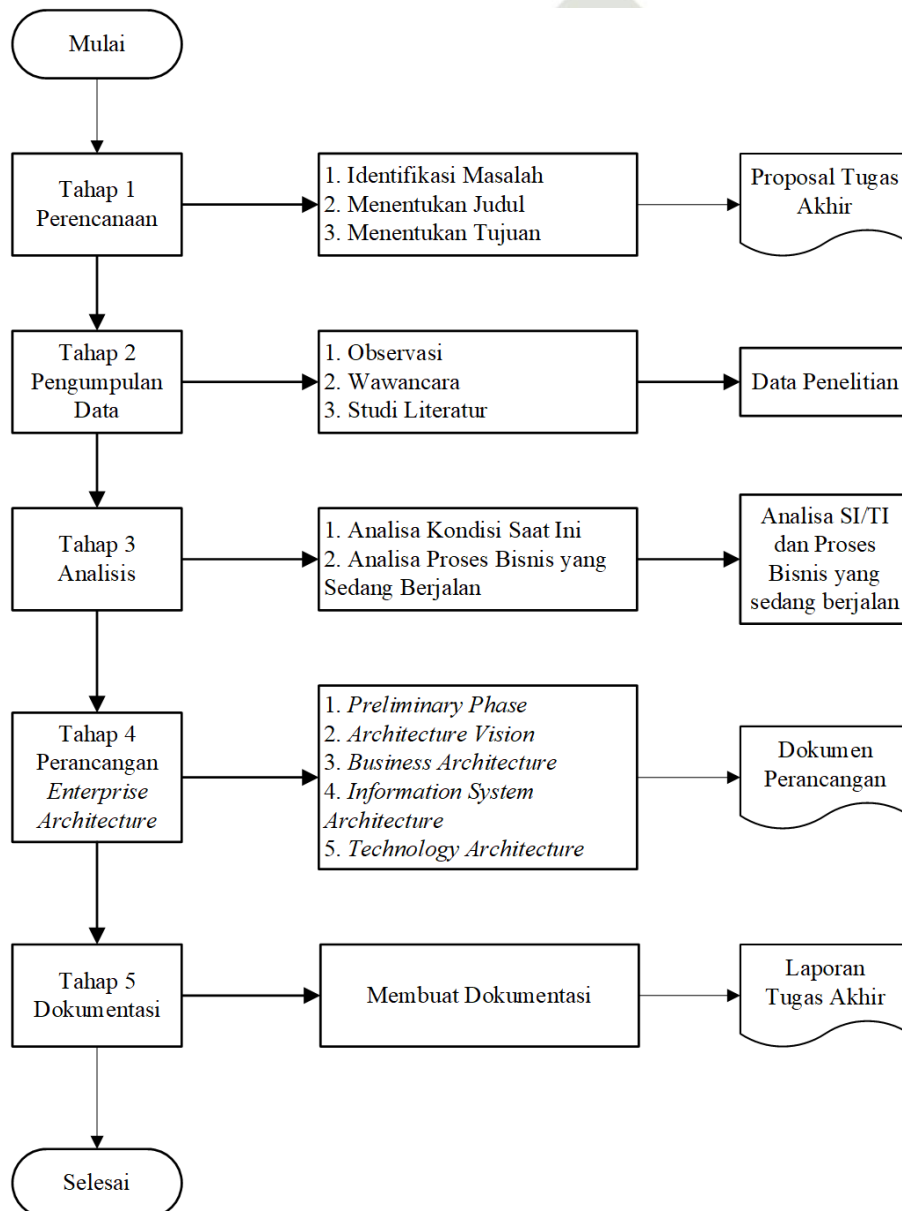 Mulai
Tahap 1
Perencanaan
1. Identifikasi Masalah
2. Menentukan Judul
3. Menentukan Tujuan
Proposal Tugas
Akhir
Tahap 2
Pengumpulan
Data
1. Observasi
2. Wawancara
3. Studi Literatur
Data Penelitian
Tahap 3
Analisis
1. Analisa Kondisi Saat Ini
2. Analisa Proses Bisnis yang
Sedang Berjalan
Analisa SI/TI
dan Proses
Bisnis yang
sedang berjalan
Tahap 4
Perancangan
Enterprise
Architecture
1. Preliminary Phase
2. Architecture Vision
3. Business Architecture
4. Information System
Architecture
5. Technology Architecture
Dokumen
Perancangan
Tahap 5
Dokumentasi
Membuat Dokumentasi
Laporan
Tugas Akhir
Selesai